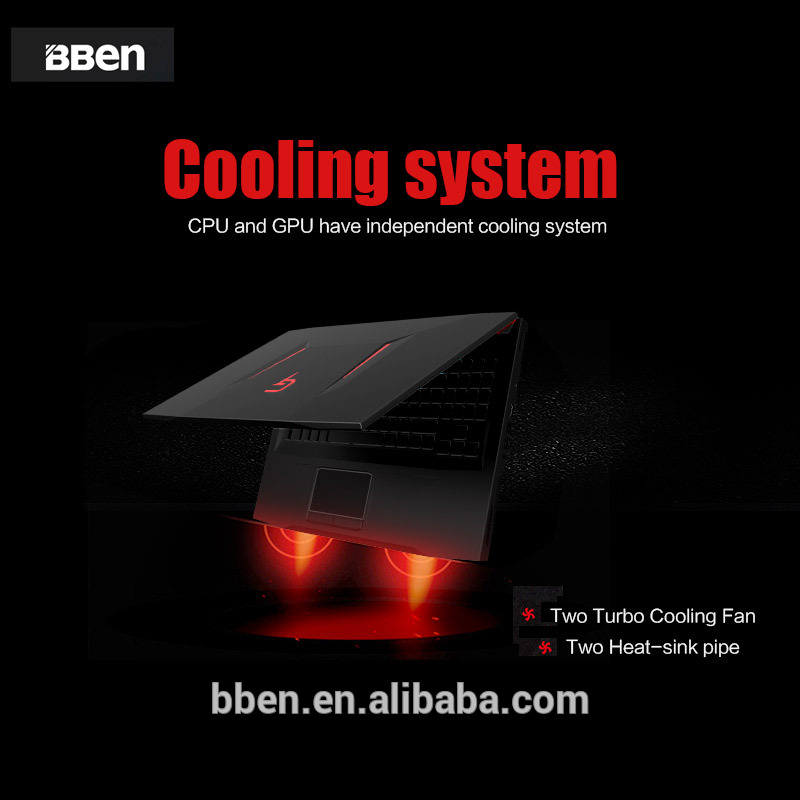 BBEN
Cooling system
CPU and GPU have independent cooling system
Two Turbo Cooling Fan
Two Heat-sink pipe
bben.en.alibaba.com